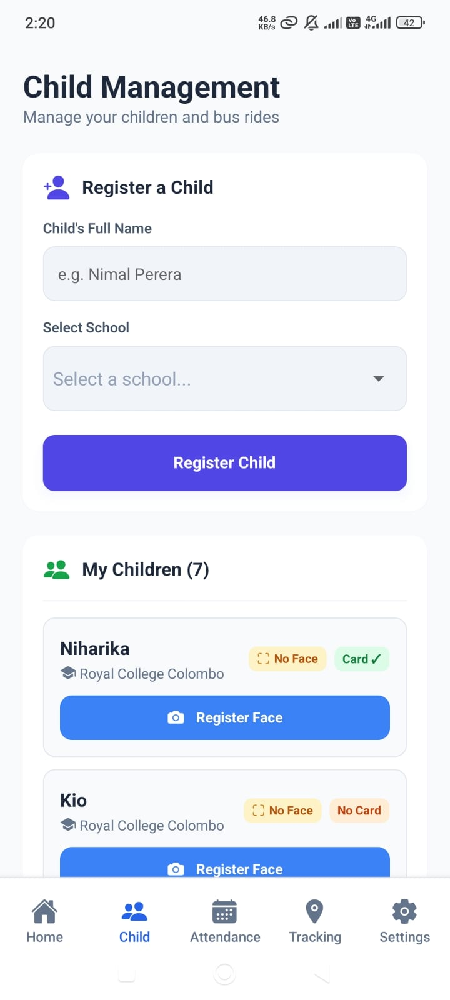 2:20
46.8
KB/s
Vo
LTE
4G
42
Child Management
Manage your children and bus rides
Register a Child
Child's Full Name
e.g. Nimal Perera
Select School
Select a school...
Register Child
My Children (7)
Niharika
No Face
Card ✓
Royal College Colombo
Register Face
Kio
No Face
No Card
Royal College Colombo
Register Face
Home
Child
Attendance
Tracking
Settings